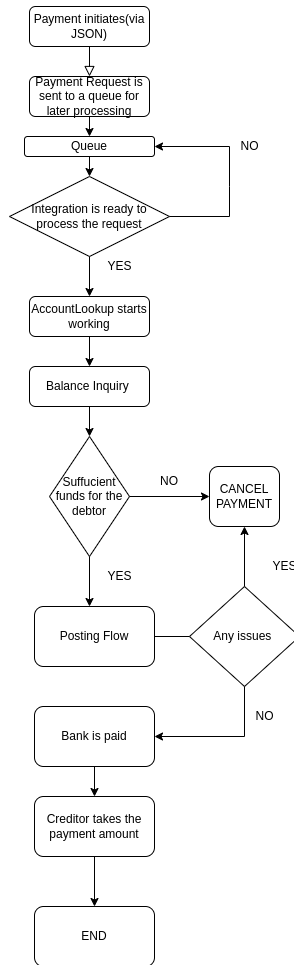 Payment initiates(via
JSON)
Payment Request is
sent to a queue for
later processing
Queue
NO
Integration is ready to
process the request
YES
AccountLookup starts
working
Balance Inquiry
Suffucient
funds for the
debtor
NO
CANCEL
PAYMENT
YES
YES
Posting Flow
Any issues
NO
Bank is paid
Creditor takes the
payment amount
END